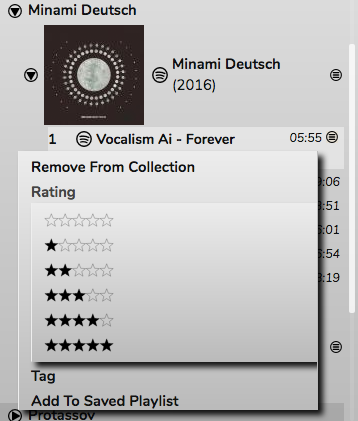 Minami Deutsch
Minami Deutsch
(2016)
1 Vocalism Ai - Forever 05:55
Remove From Collection
Rating
:06
:51
:01
:54
:19
Tag
Add To Saved Playlist
Protassov